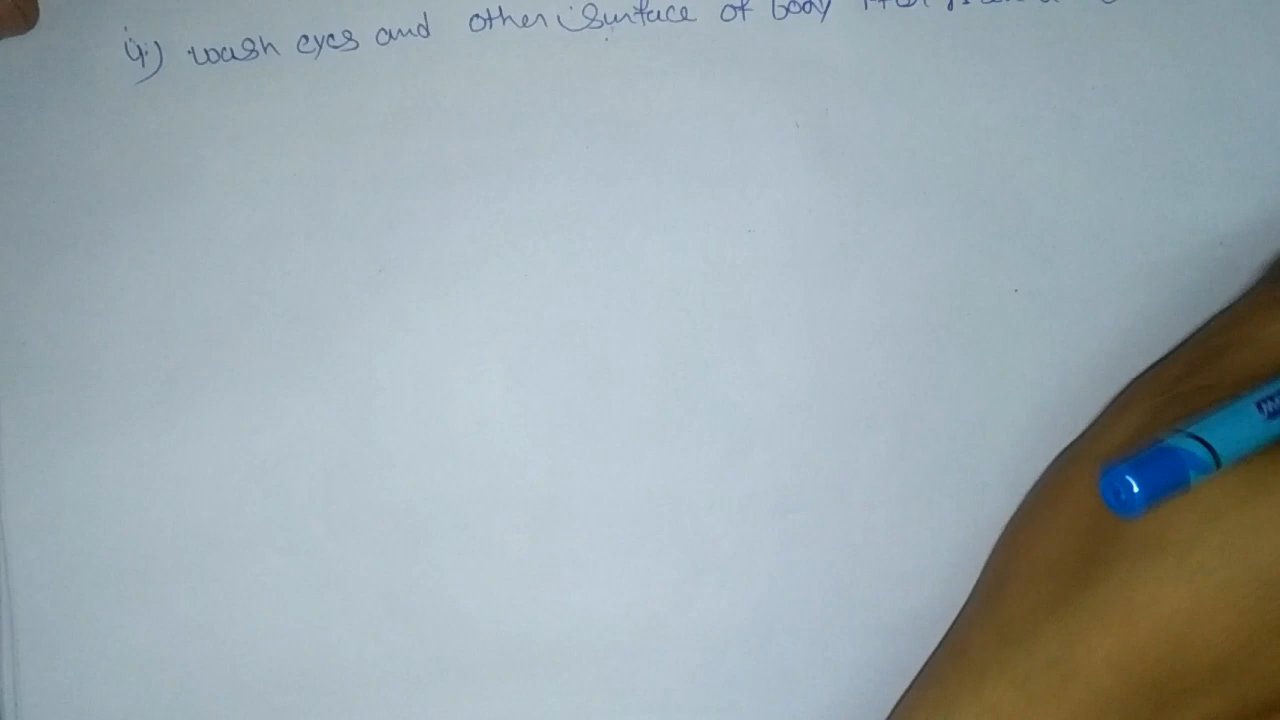 4.) wash eyes and other surface of body